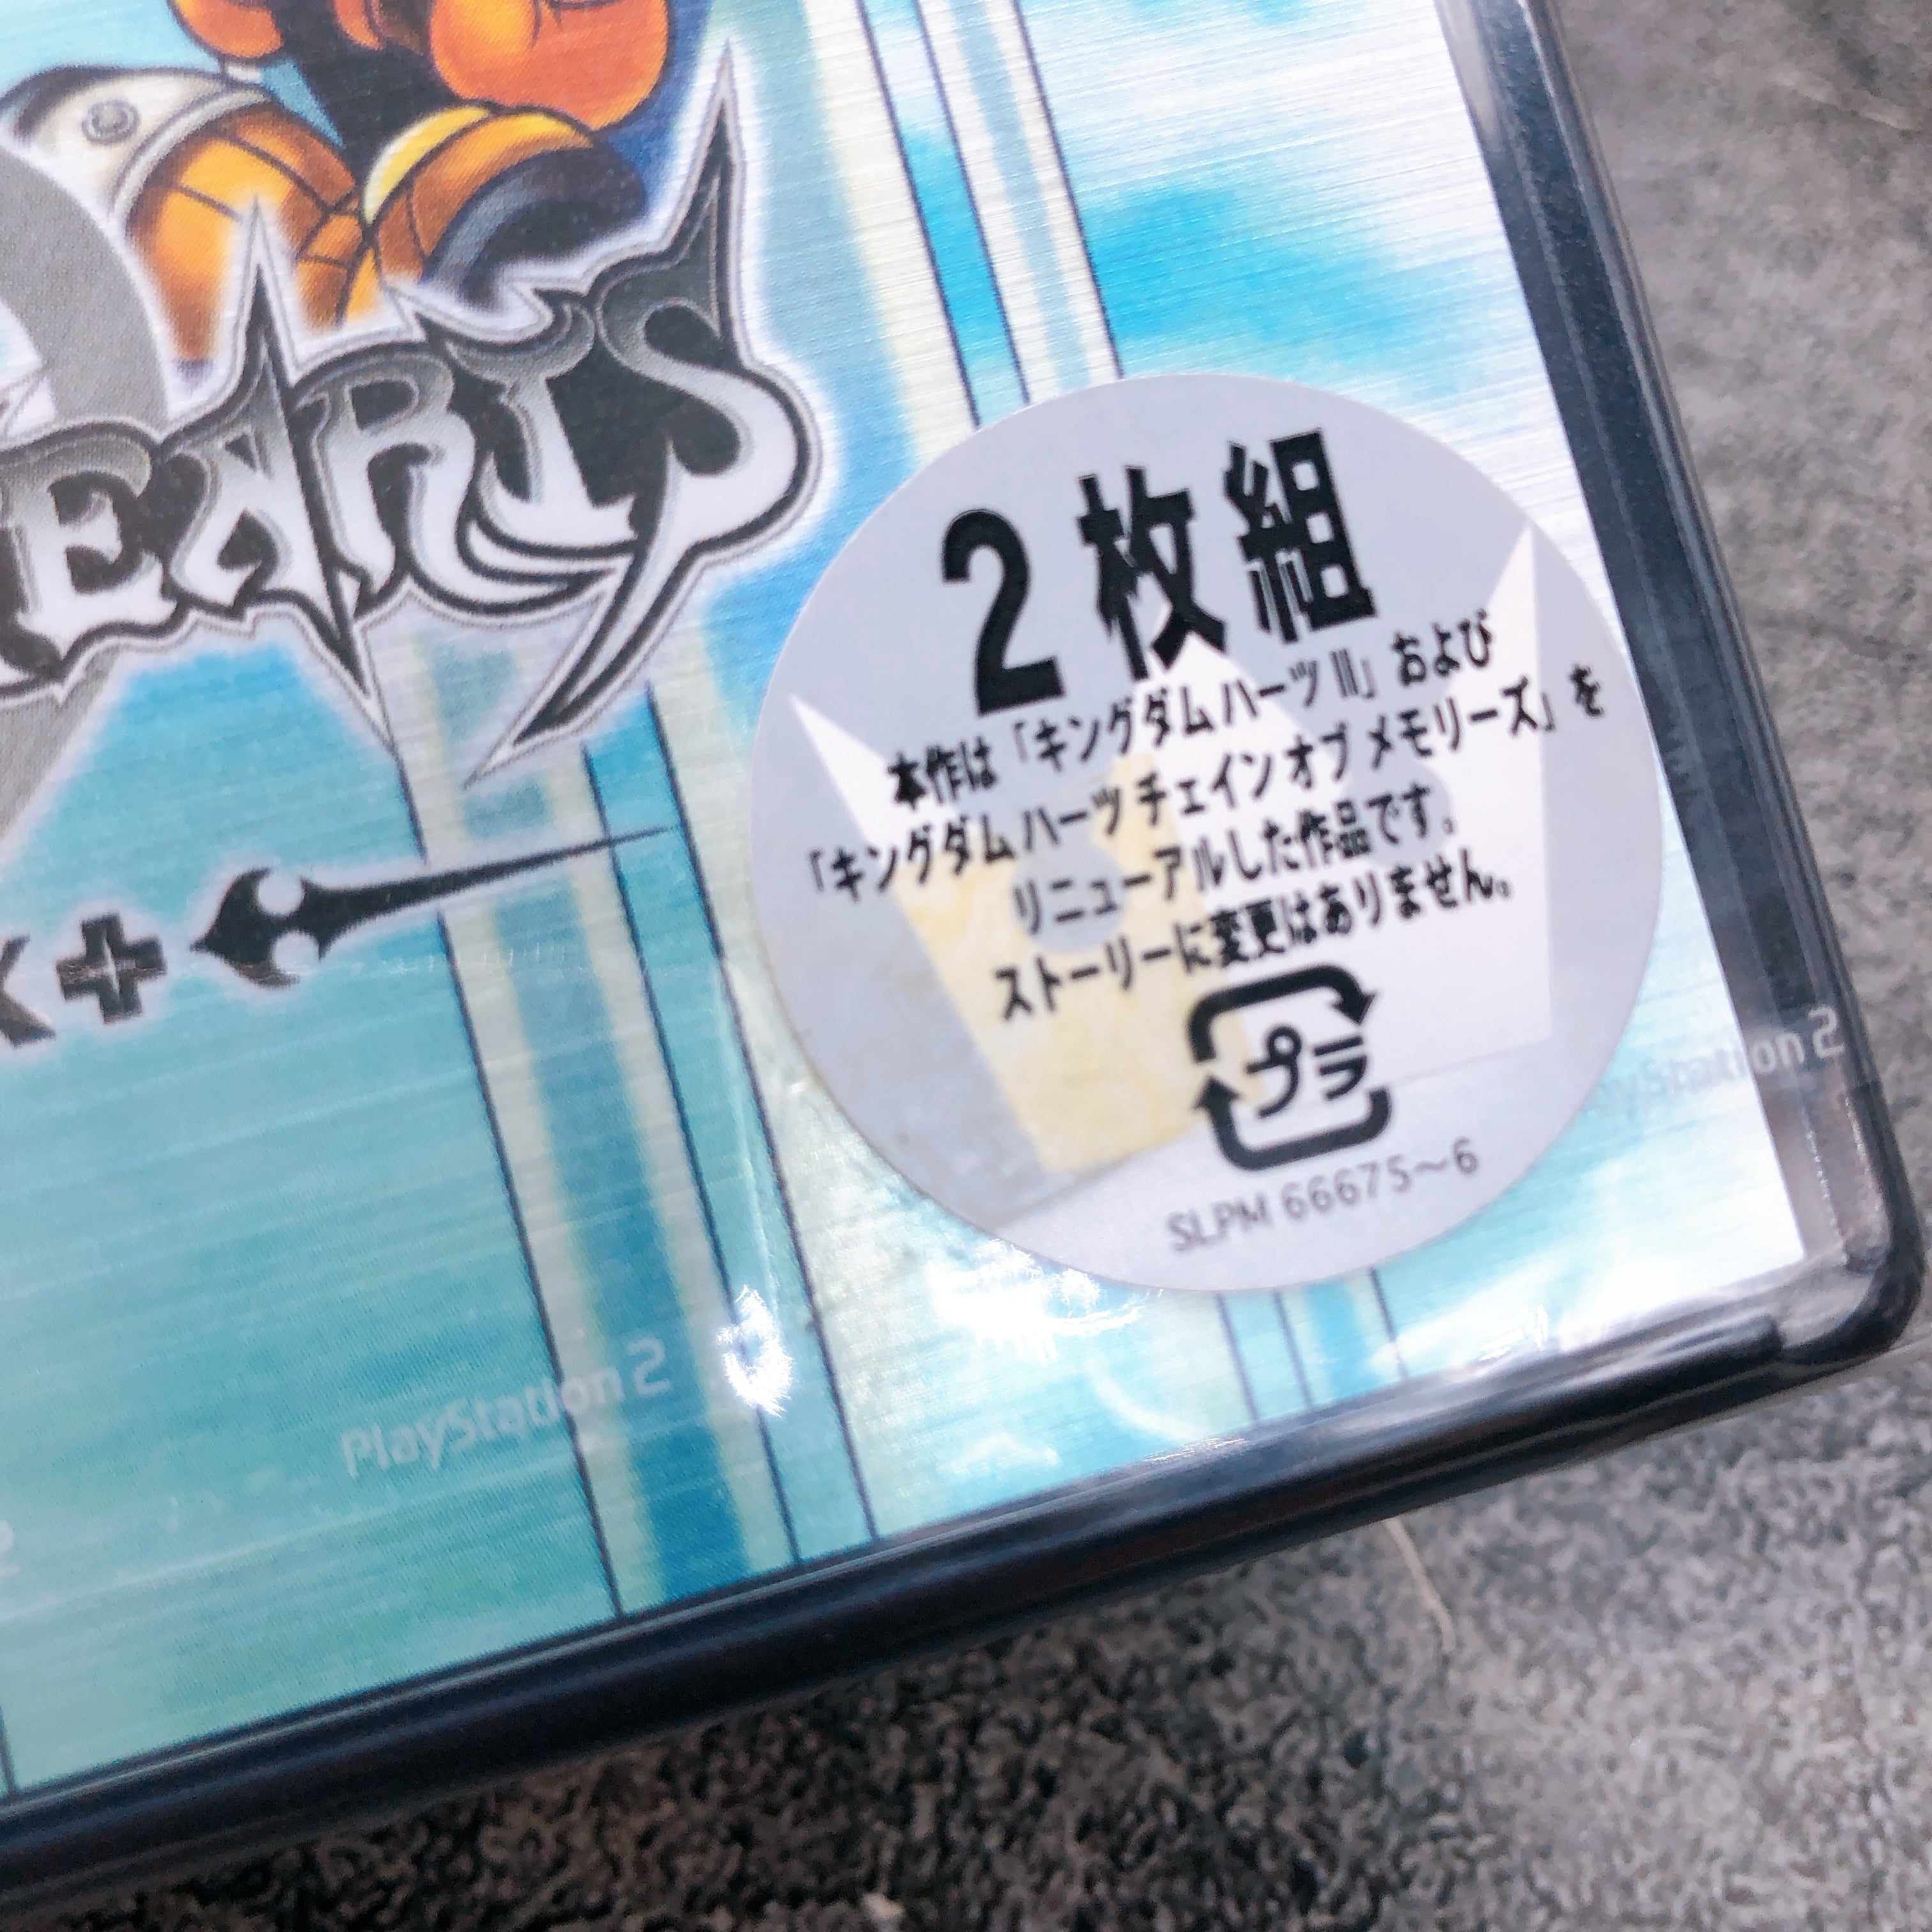 EARTS
2枚組
本作は「キングダム ハーツ II」および
「キングダム ハーツ チェイン オブ メモリーズ」を
リニューアルした作品です。
ストーリーに変更はありません。
プラ
SLPM 66675～6
PlayStation 2
PlayStation 2